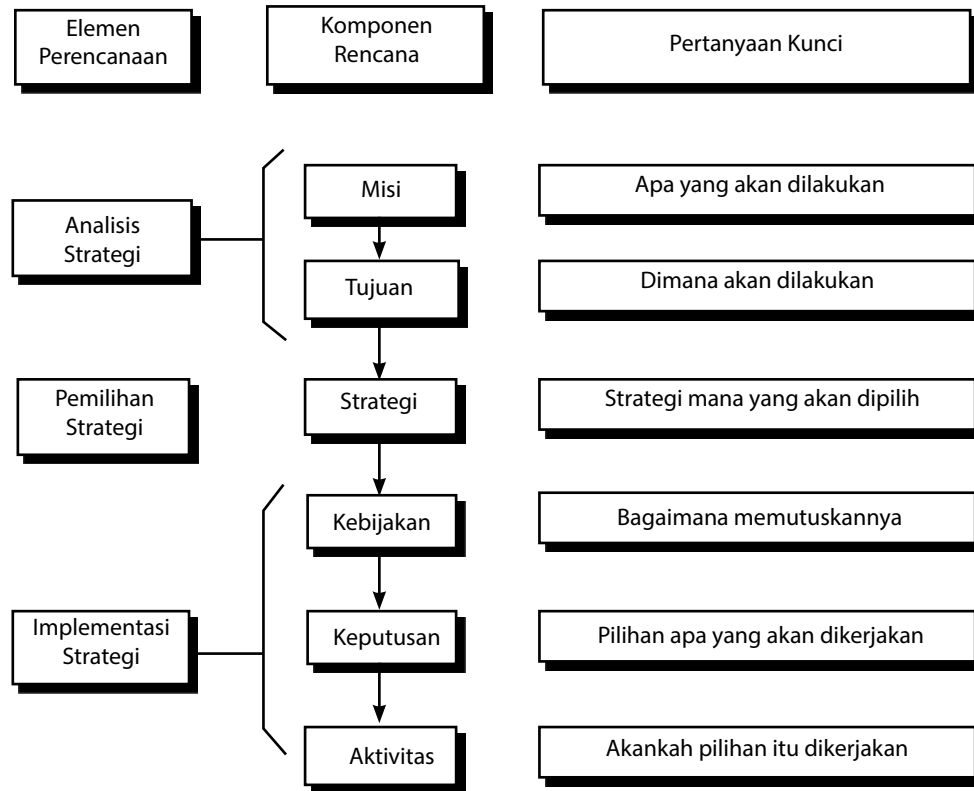 Elemen
Perencanaan
Komponen
Rencana
Pertanyaan Kunci
Analisis
Strategi
Misi
Apa yang akan dilakukan
Tujuan
Dimana akan dilakukan
Pemilihan
Strategi
Strategi
Strategi mana yang akan dipilih
Implementasi
Strategi
Kebijakan
Bagaimana memutuskannya
Keputusan
Pilihan apa yang akan dikerjakan
Aktivitas
Akankah pilihan itu dikerjakan